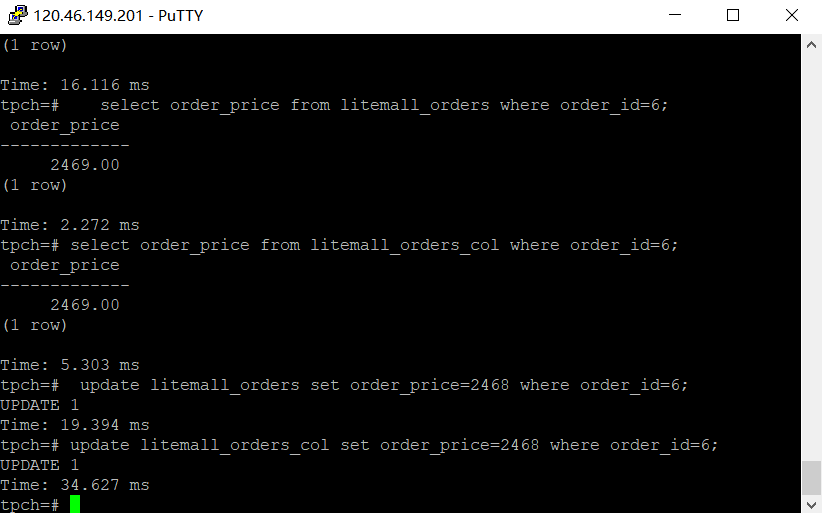 120.46.149.201 - PuTTY
(1 row)
Time: 16.116 ms
tpch=#    select order_price from litemall_orders where order_id=6;
 order_price
-------------
     2469.00
(1 row)
Time: 2.272 ms
tpch=# select order_price from litemall_orders_col where order_id=6;
 order_price
-------------
     2469.00
(1 row)
Time: 5.303 ms
tpch=#  update litemall_orders set order_price=2468 where order_id=6;
UPDATE 1
Time: 19.394 ms
tpch=# update litemall_orders_col set order_price=2468 where order_id=6;
UPDATE 1
Time: 34.627 ms
tpch=#